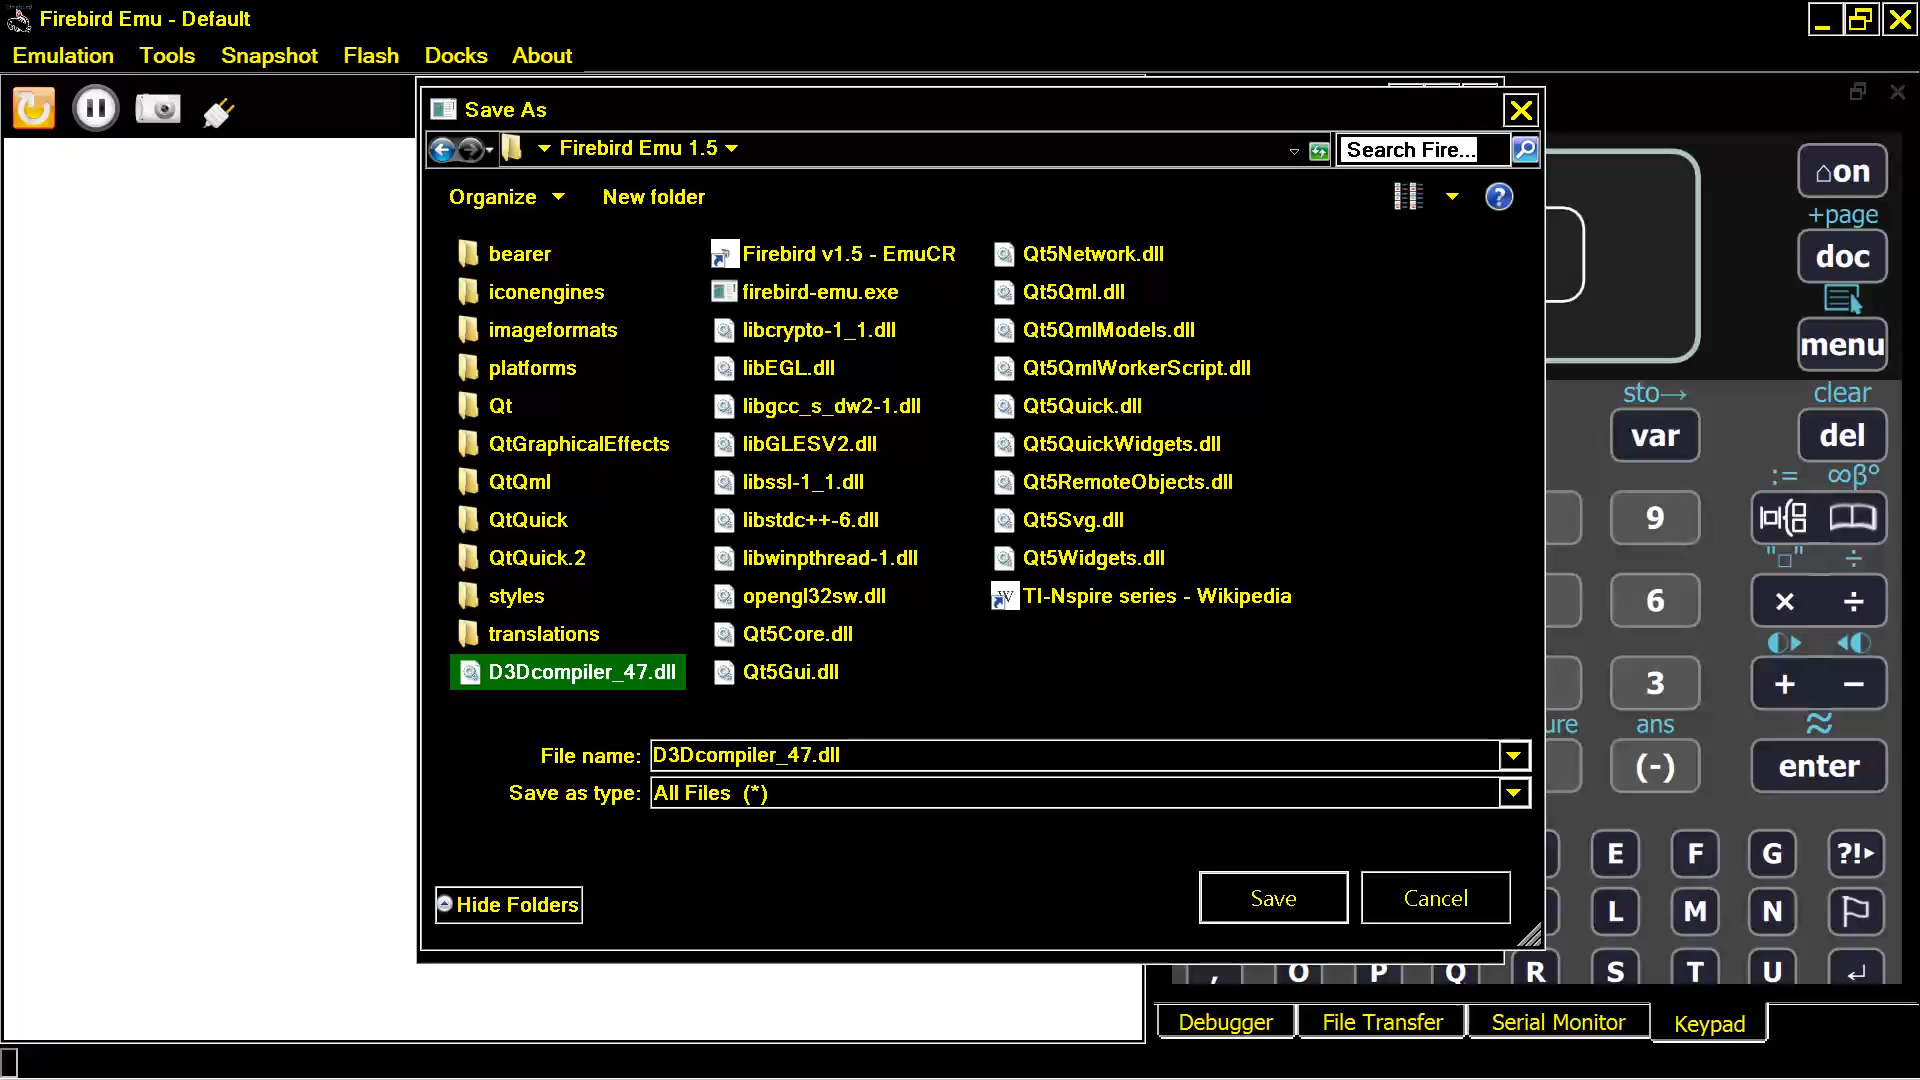 Firebird Emu - Default
Emulation Tools Snapshot Flash Docks About
Save As
Firebird Emu 1.5
Search Fire...
Organize New folder
bearer
iconengines
imageformats
platforms
Qt
QtGraphicalEffects
QtQml
QtQuick
QtQuick.2
styles
translations
D3Dcompiler_47.dll
Firebird v1.5 - EmuCR
firebird-emu.exe
libcrypto-1_1.dll
libEGL.dll
libgcc_s_dw2-1.dll
libGLESV2.dll
libssl-1_1.dll
libstdc++-6.dll
libwinpthread-1.dll
opengl32sw.dll
Qt5Core.dll
Qt5Gui.dll
Qt5Network.dll
Qt5Qml.dll
Qt5QmlModels.dll
Qt5QmlWorkerScript.dll
Qt5Quick.dll
Qt5QuickWidgets.dll
Qt5RemoteObjects.dll
Qt5Svg.dll
Qt5Widgets.dll
TI-Nspire series - Wikipedia
File name: D3Dcompiler_47.dll
Save as type: All Files (*)
Hide Folders
Save Cancel
⌂on
+page
doc
menu
sto→ clear
var del
:= ∞β°
9
"□" ÷
6 × ÷
3 + −
ure ans ≈
(-) enter
E F G ?!▸
L M N
, O P Q R S T U ↵
Debugger File Transfer Serial Monitor Keypad